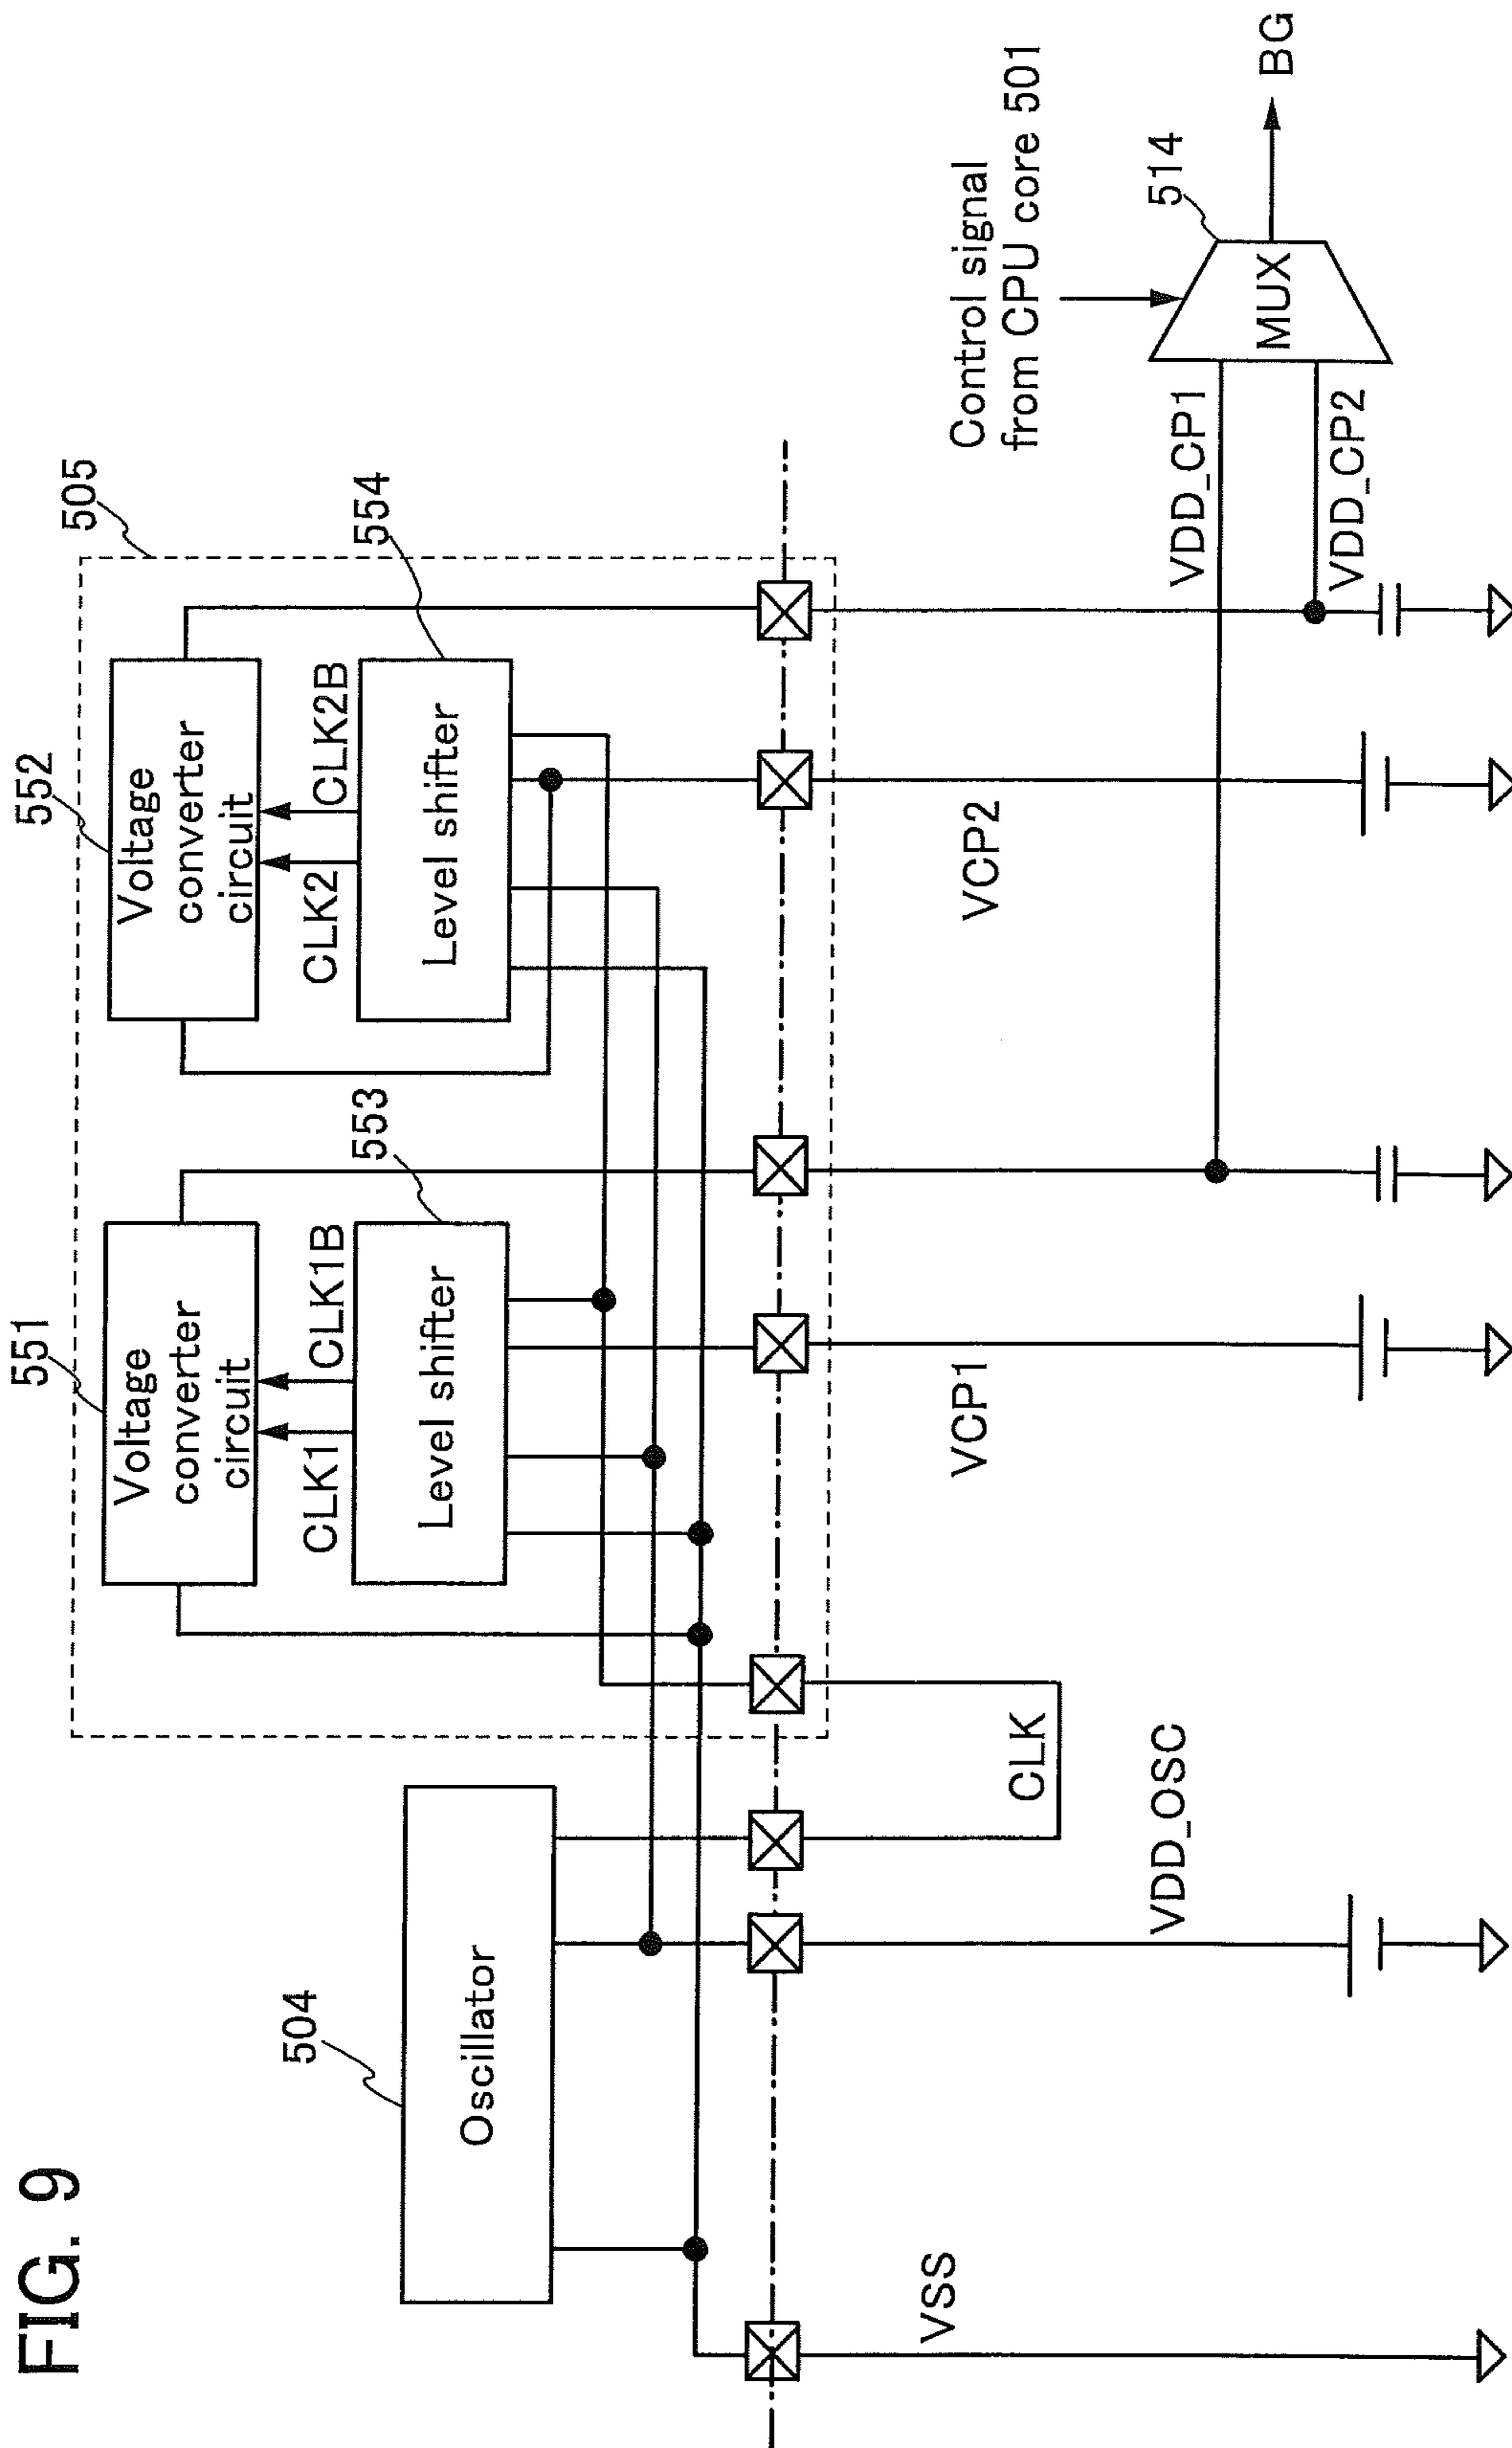 FIG. 9
504
Oscillator
551
Voltage
converter
circuit
CLK1
CLK1B
553
Level shifter
552
Voltage
converter
circuit
CLK2
CLK2B
554
Level shifter
505
VSS
VDD_OSC
CLK
VCP1
VCP2
Control signal
from CPU core 501
514
VDD_CP1
MUX
BG
VDD_CP2